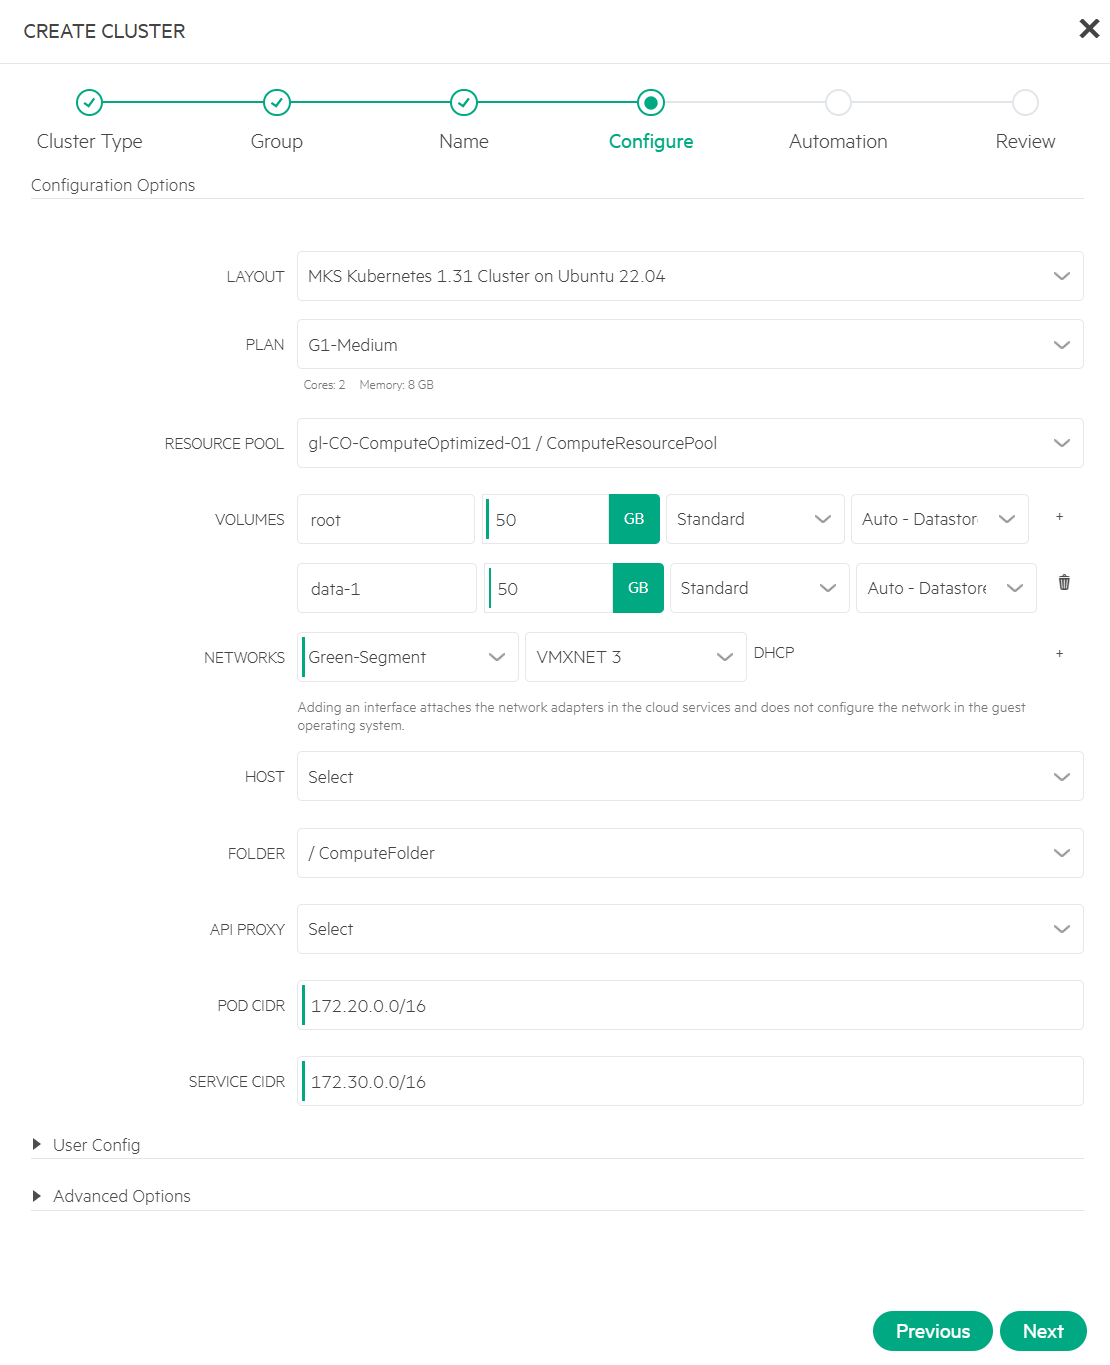 CREATE CLUSTER
Cluster Type Group Name Configure Automation Review
Configuration Options
LAYOUT MKS Kubernetes 1.31 Cluster on Ubuntu 22.04
PLAN G1-Medium
Cores: 2 Memory: 8 GB
RESOURCE POOL gl-CO-ComputeOptimized-01 / ComputeResourcePool
VOLUMES root 50 GB Standard Auto - Datastor +
data-1 50 GB Standard Auto - Datastore
NETWORKS Green-Segment VMXNET 3 DHCP +
Adding an interface attaches the network adapters in the cloud services and does not configure the network in the guest
operating system.
HOST Select
FOLDER / ComputeFolder
API PROXY Select
POD CIDR 172.20.0.0/16
SERVICE CIDR 172.30.0.0/16
User Config
Advanced Options
Previous Next